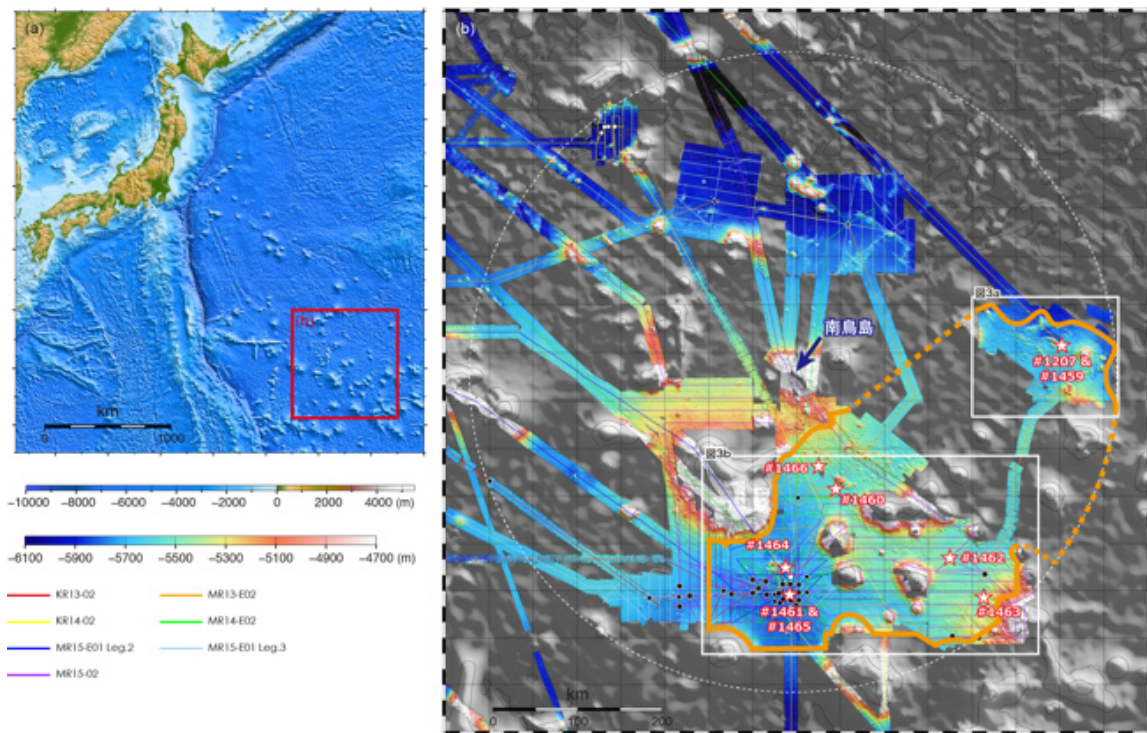 (a)
(b)
km
0
1000
−10000 −8000 −6000 −4000 −2000 0 2000 4000 (m)
−6100 −5900 −5700 −5500 −5300 −5100 −4900 −4700 (m)
KR13-02
MR13-E02
KR14-02
MR14-E02
MR15-E01 Leg.2
MR15-E01 Leg.3
MR15-02
(b)
図3a
南鳥島
#1207 &
#1459
図3b
#1466
#1460
#1464
#1462
#1461 &
#1465
#1463
km
0 100 200